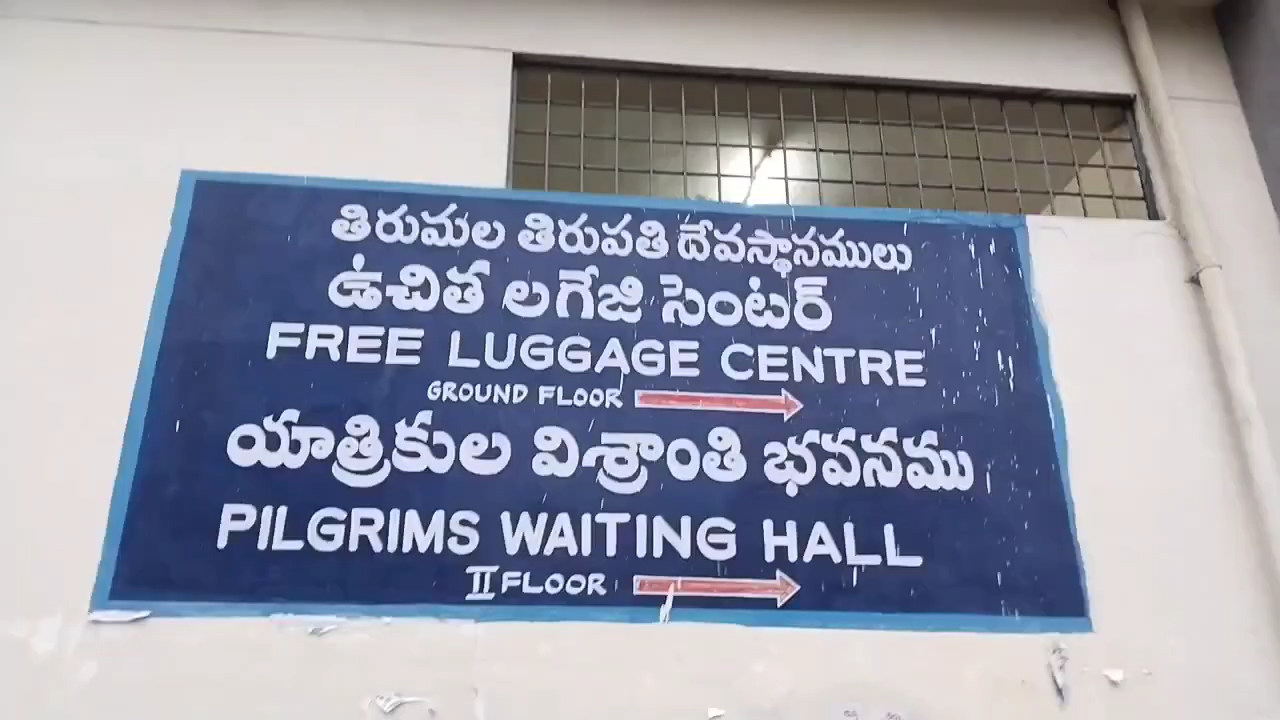 తిరుమల తిరుపతి దేవస్థానములు
ఉచిత లగేజి సెంటర్
FREE LUGGAGE CENTRE
GROUND FLOOR
యాత్రికుల విశ్రాంతి భవనము
PILGRIMS WAITING HALL
II FLOOR